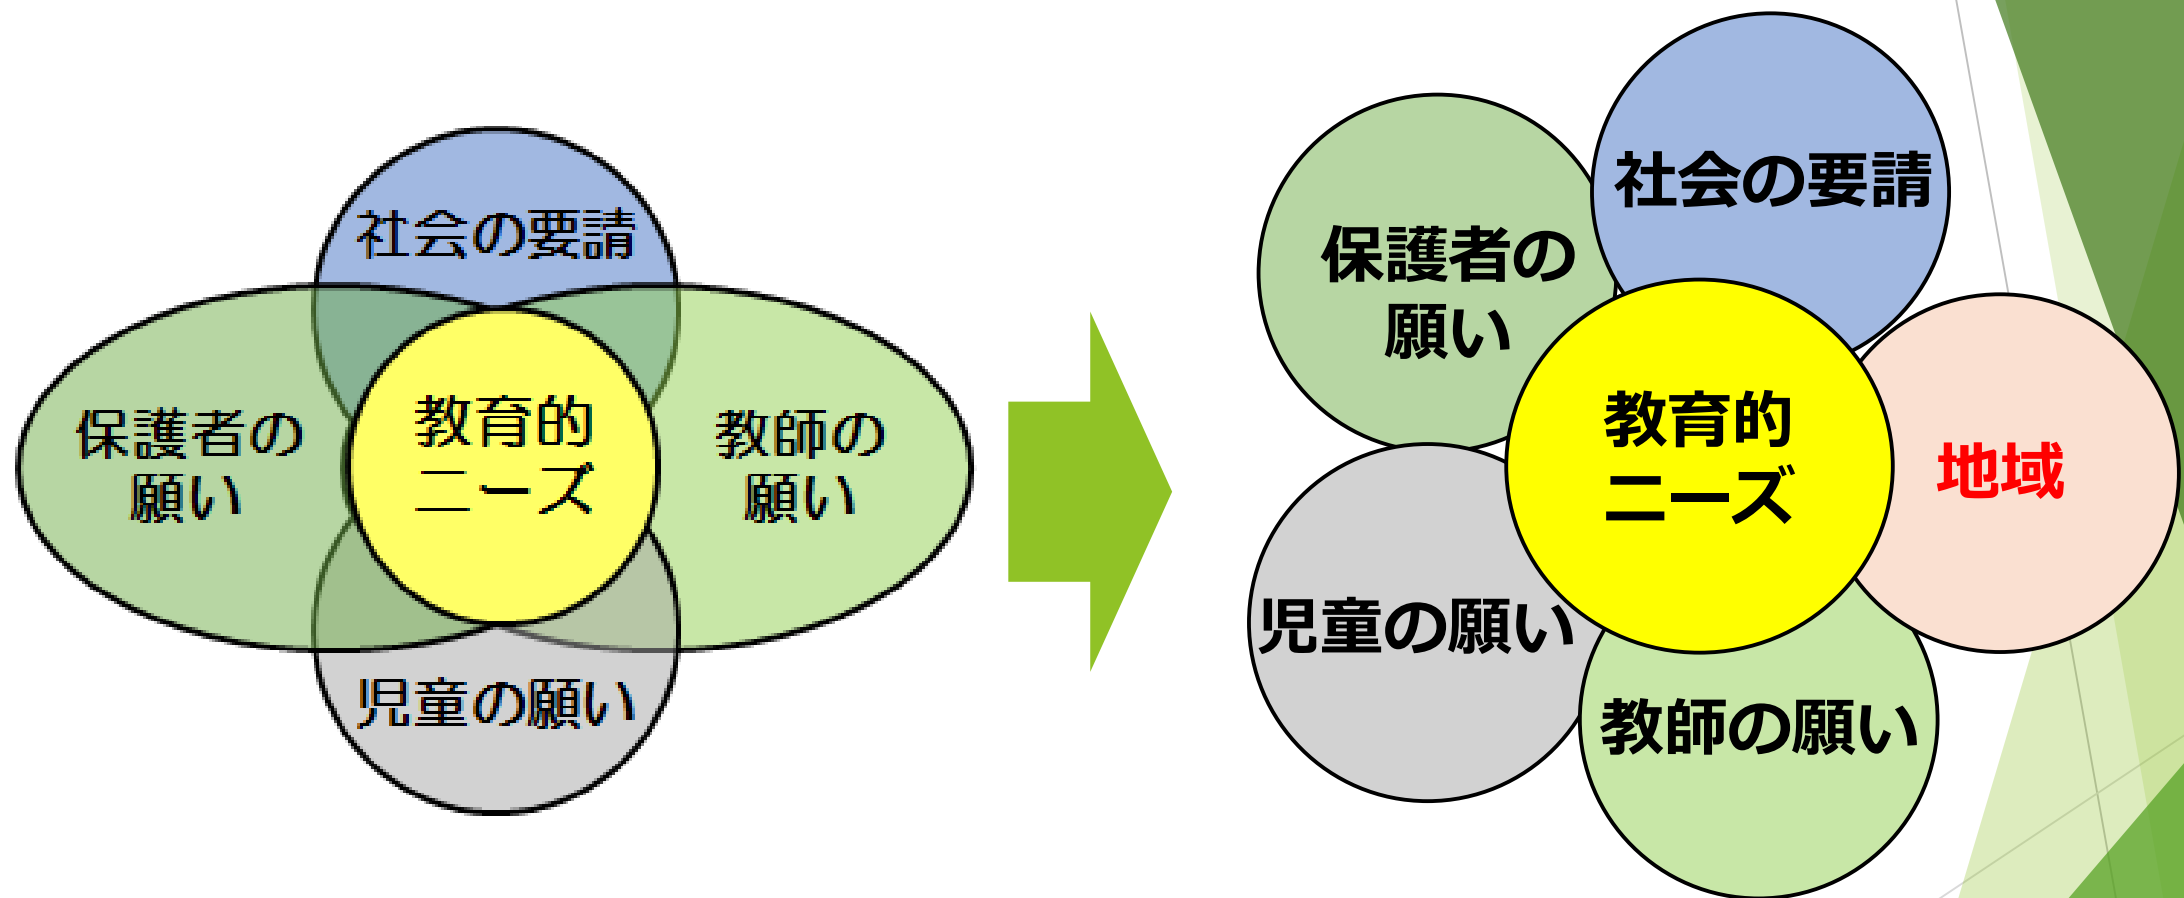 社会の要請
保護者の
願い
教育的
ニーズ
教師の
願い
児童の願い
社会の要請
保護者の
願い
教育的
ニーズ
地域
児童の願い
教師の願い